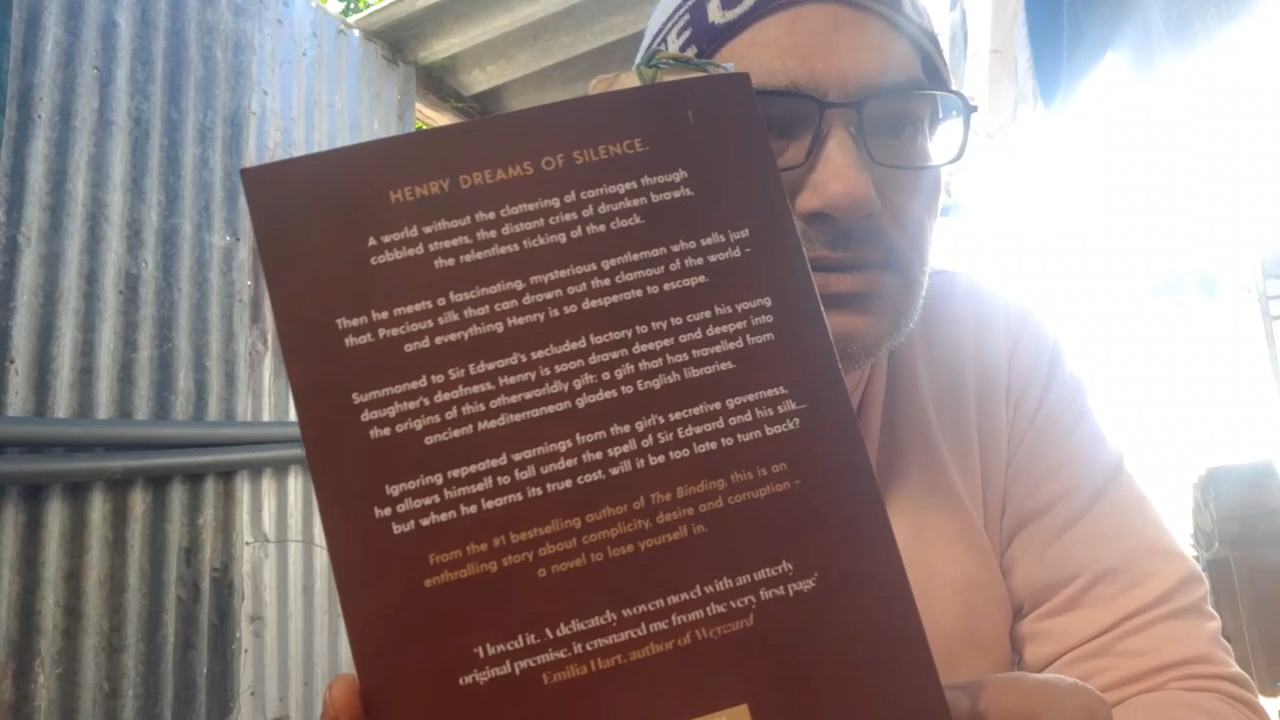 HENRY DREAMS OF SILENCE.
A world without the clattering of carriages through
cobbled streets, the distant cries of drunken brawls,
the relentless ticking of the clock.
Then he meets a fascinating, mysterious gentleman who sells just
that. Precious silk that can drown out the clamour of the world –
and everything Henry is so desperate to escape.
Summoned to Sir Edward's secluded factory to try to cure his young
daughter's deafness, Henry is soon drawn deeper and deeper into
the origins of this otherworldly gift: a gift that has travelled from
ancient Mediterranean glades to English libraries.
Ignoring repeated warnings from the girl's secretive governess,
he allows himself to fall under the spell of Sir Edward and his silk...
but when he learns its true cost, will it be too late to turn back?
From the #1 bestselling author of The Binding, this is an
enthralling story about complicity, desire and corruption –
a novel to lose yourself in.
'I loved it. A delicately woven novel with an utterly
original premise, it ensnared me from the very first page'
Emilia Hart, author of Weyward